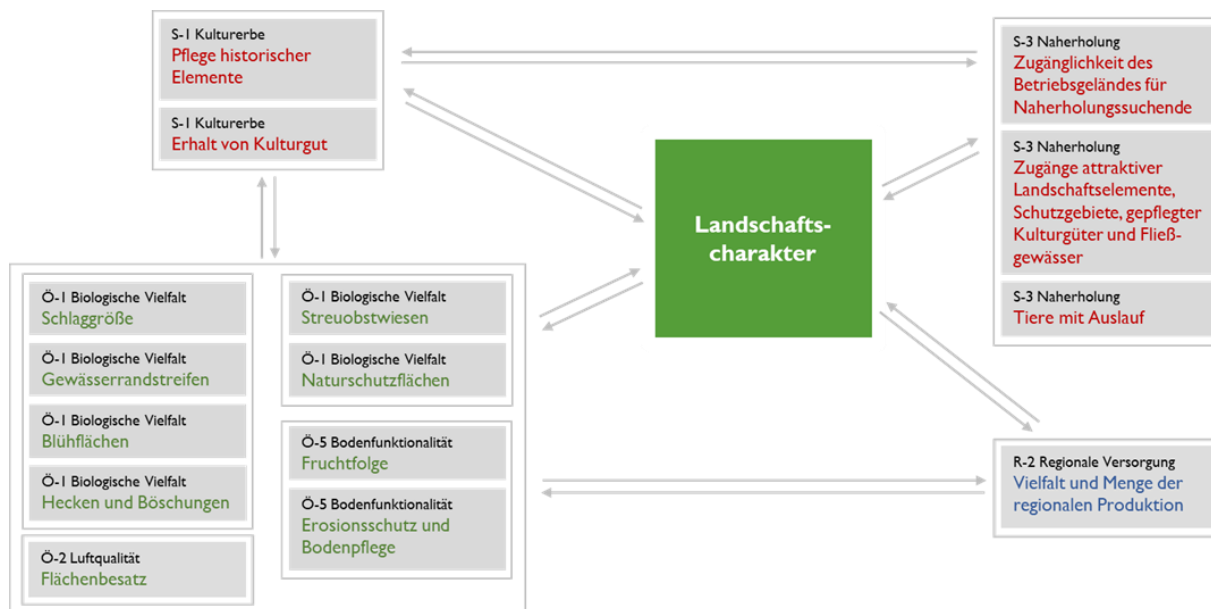 S-1 Kulturerbe
Pflege historischer
Elemente
S-1 Kulturerbe
Erhalt von Kulturgut
S-3 Naherholung
Zugänglichkeit des
Betriebsgeländes für
Naherholungssuchende
S-3 Naherholung
Zugänge attraktiver
Landschaftselemente,
Schutzgebiete, gepflegter
Kulturgüter und Fließ-
gewässer
S-3 Naherholung
Tiere mit Auslauf
Landschafts-
charakter
Ö-1 Biologische Vielfalt
Schlaggröße
Ö-1 Biologische Vielfalt
Gewässerrandstreifen
Ö-1 Biologische Vielfalt
Blühflächen
Ö-1 Biologische Vielfalt
Hecken und Böschungen
Ö-2 Luftqualität
Flächenbesatz
Ö-1 Biologische Vielfalt
Streuobstwiesen
Ö-1 Biologische Vielfalt
Naturschutzflächen
Ö-5 Bodenfunktionalität
Fruchtfolge
Ö-5 Bodenfunktionalität
Erosionsschutz und
Bodenpflege
R-2 Regionale Versorgung
Vielfalt und Menge der
regionalen Produktion